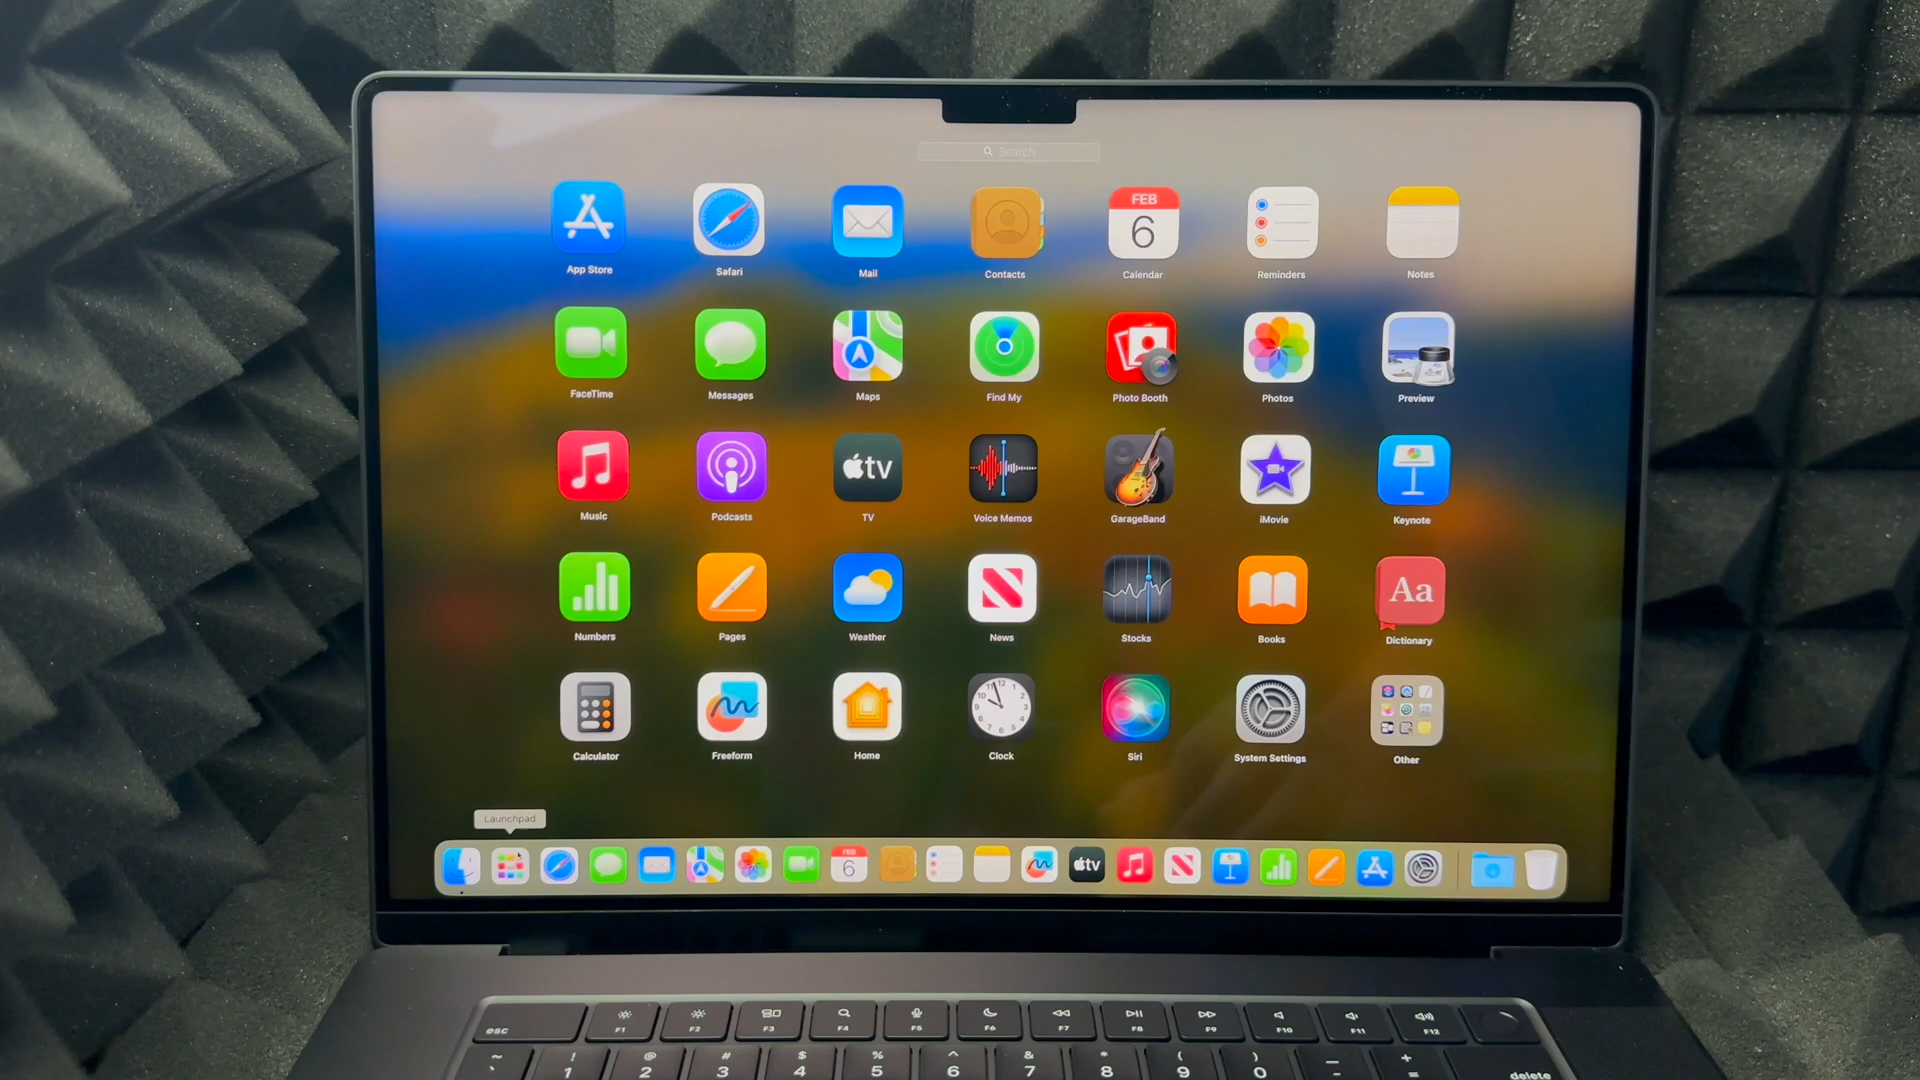 Search
FEB
6
App Store Safari Mail Contacts Calendar Reminders Notes
FaceTime Messages Maps Find My Photo Booth Photos Preview
tv
Music Podcasts TV Voice Memos GarageBand iMovie Keynote
Aa
Numbers Pages Weather News Stocks Books Dictionary
Calculator Freeform Home Clock Siri System Settings Other
Launchpad
FEB
6
tv
esc F1 F2 F3 F4 F5 F6 F7 F8 F9 F10 F11 F12
~ ! @ # $ % ^ & * ( ) _ +
` 1 2 3 4 5 6 7 8 9 0 - = delete